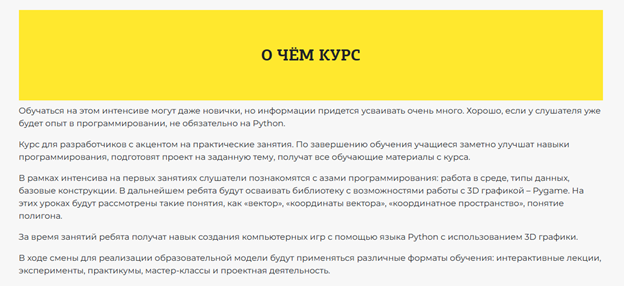 О ЧЁМ КУРС
Обучаться на этом интенсиве могут даже новички, но информации придется усваивать очень много. Хорошо, если у слушателя уже
будет опыт в программировании, не обязательно на Python.
Курс для разработчиков с акцентом на практические занятия. По завершению обучения учащиеся заметно улучшат навыки
программирования, подготовят проект на заданную тему, получат все обучающие материалы с курса.
В рамках интенсива на первых занятиях слушатели познакомятся с азами программирования: работа в среде, типы данных,
базовые конструкции. В дальнейшем ребята будут осваивать библиотеку с возможностями работы с 3D графикой – Pygame. На
этих уроках будут рассмотрены такие понятия, как «вектор», «координаты вектора», «координатное пространство», понятие
полигона.
За время занятий ребята получат навык создания компьютерных игр с помощью языка Python с использованием 3D графики.
В ходе смены для реализации образовательной модели будут применяться различные форматы обучения: интерактивные лекции,
эксперименты, практикумы, мастер-классы и проектная деятельность.